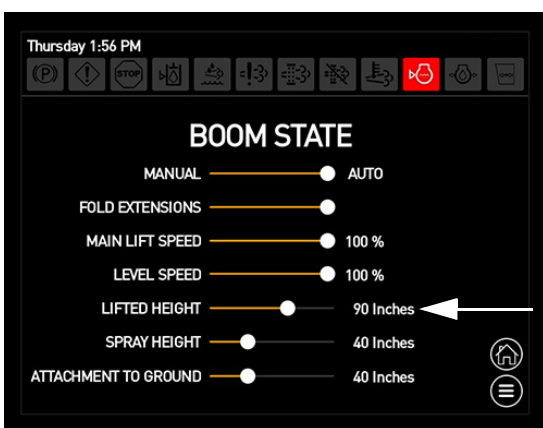 Thursday 1:56 PM
(P) STOP
BOOM STATE
MANUAL AUTO
FOLD EXTENSIONS
MAIN LIFT SPEED 100 %
LEVEL SPEED 100 %
LIFTED HEIGHT 90 Inches
SPRAY HEIGHT 40 Inches
ATTACHMENT TO GROUND 40 Inches